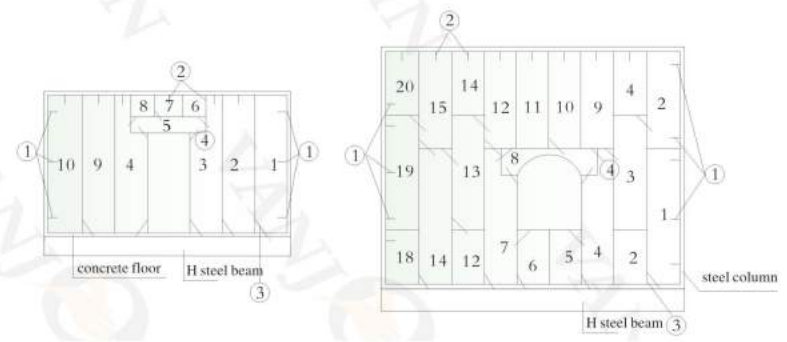 ②
8 7 6
5
④
① 10 9 4 3 2 1 ①
concrete floor
H steel beam
③
②
20 15 14 12 11 10 9 4 2
8 ④
① 19 13 3 ①
1
18 14 12 7 6 5 4 2
steel column
H steel beam ③
YANJ